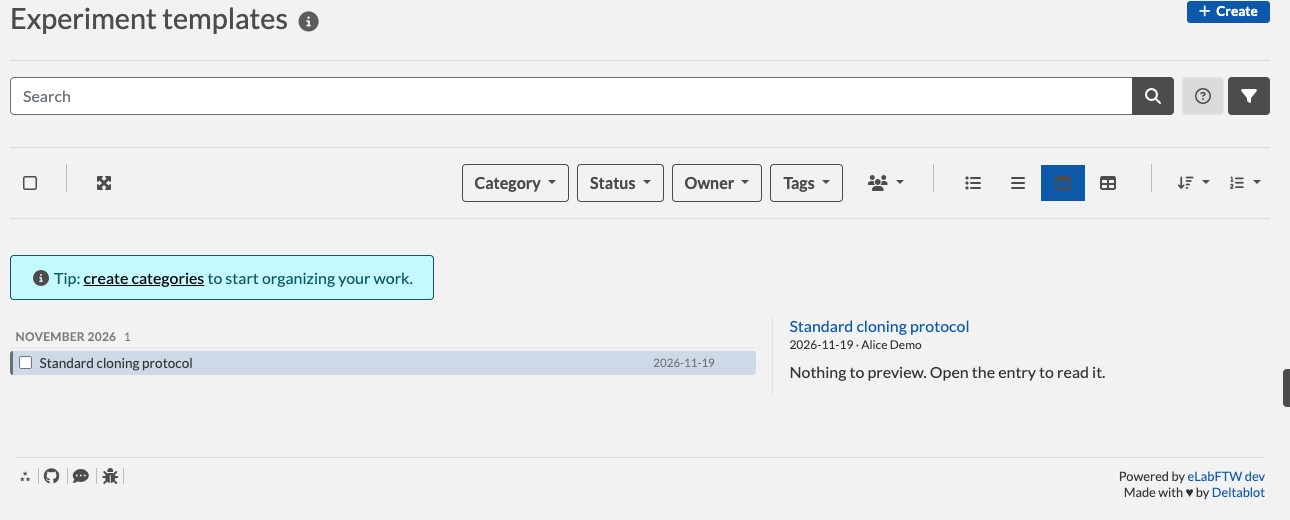 Experiment templates
+ Create
Search
Category
Status
Owner
Tags
Tip: create categories to start organizing your work.
NOVEMBER 2026 1
Standard cloning protocol 2026-11-19
Standard cloning protocol
2026-11-19 · Alice Demo
Nothing to preview. Open the entry to read it.
Powered by eLabFTW dev
Made with ♥ by Deltablot